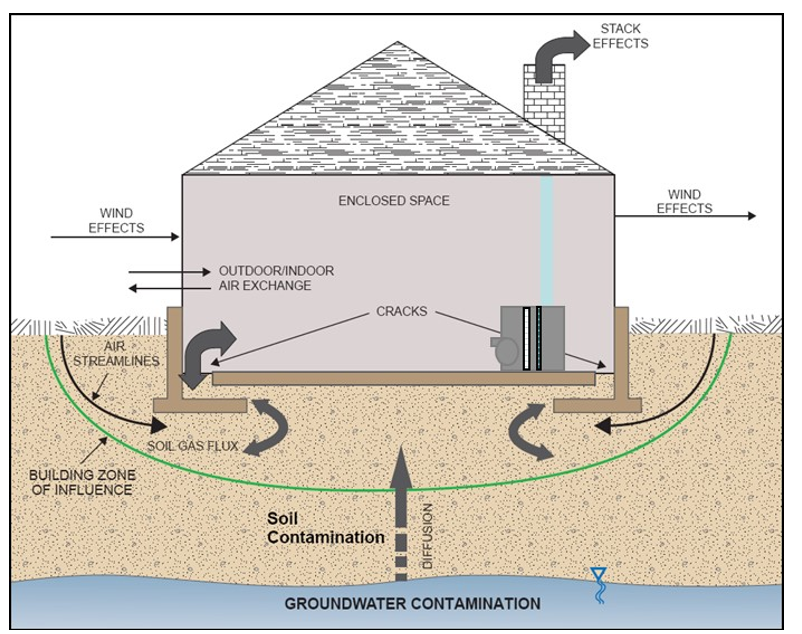 STACK
EFFECTS
ENCLOSED SPACE
WIND
EFFECTS
WIND
EFFECTS
OUTDOOR/INDOOR
AIR EXCHANGE
CRACKS
AIR
STREAMLINES
SOIL GAS FLUX
BUILDING ZONE
OF INFLUENCE
Soil
Contamination
DIFFUSION
GROUNDWATER CONTAMINATION